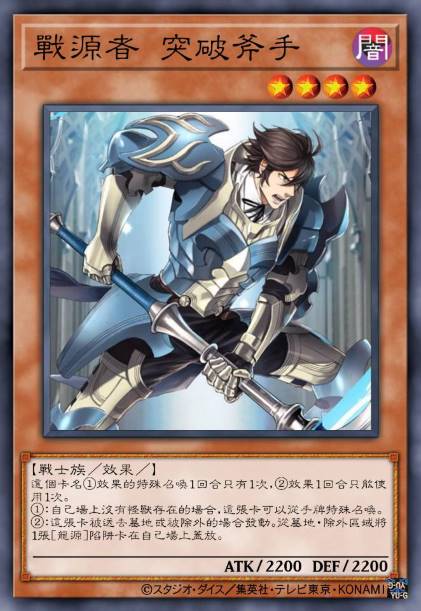 戰源者 突破斧手
闇
【戰士族／效果／】
這個卡名①效果的特殊召喚1回合只有1次，②效果1回合只能使
用1次。
①：自己場上沒有怪獸存在的場合，這張卡可以從手牌特殊召喚。
②：這張卡被送去墓地或被除外的場合發動。從墓地・除外區域將
1張[龍源]陷阱卡在自己場上蓋放。
ATK / 2200 DEF / 2200
©スタジオ・ダイス／集英社・テレビ東京・KONAMI